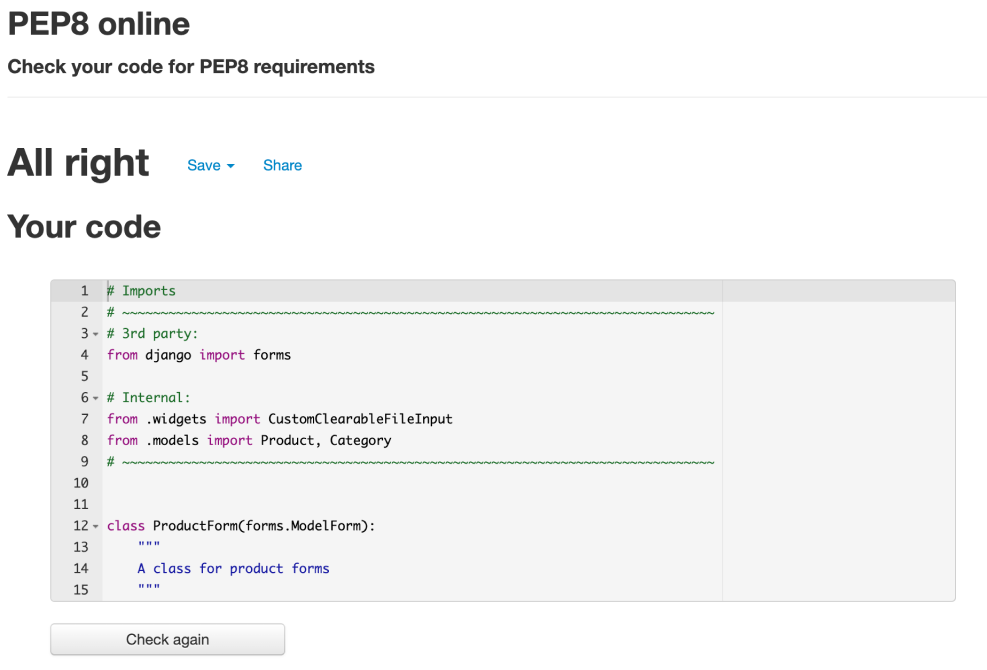 PEP8 online
Check your code for PEP8 requirements
All right Save Share
Your code
1 # Imports
2 # ~~~~~~~~~~~~~~~~~~~~~~~~~~~~~~~~~~~~~~~~~~~~~~~~~~~~~~~~~~~~~~~~~~~~~~~~~~~~~
3 # 3rd party:
4 from django import forms
5
6 # Internal:
7 from .widgets import CustomClearableFileInput
8 from .models import Product, Category
9 # ~~~~~~~~~~~~~~~~~~~~~~~~~~~~~~~~~~~~~~~~~~~~~~~~~~~~~~~~~~~~~~~~~~~~~~~~~~~~~
10
11
12 class ProductForm(forms.ModelForm):
13     """
14     A class for product forms
15     """
Check again